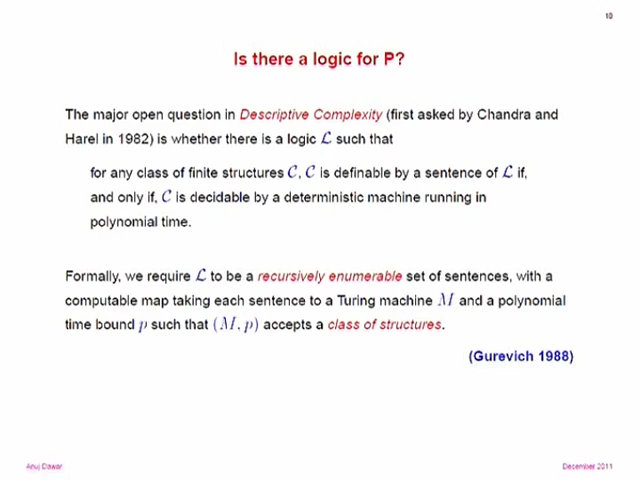 10
Is there a logic for P?
The major open question in Descriptive Complexity (first asked by Chandra and
Harel in 1982) is whether there is a logic ℒ such that
for any class of finite structures 𝒞, 𝒞 is definable by a sentence of ℒ if,
and only if, 𝒞 is decidable by a deterministic machine running in
polynomial time.
Formally, we require ℒ to be a recursively enumerable set of sentences, with a
computable map taking each sentence to a Turing machine M and a polynomial
time bound p such that (M, p) accepts a class of structures.
(Gurevich 1988)
Anuj Dawar December 2011